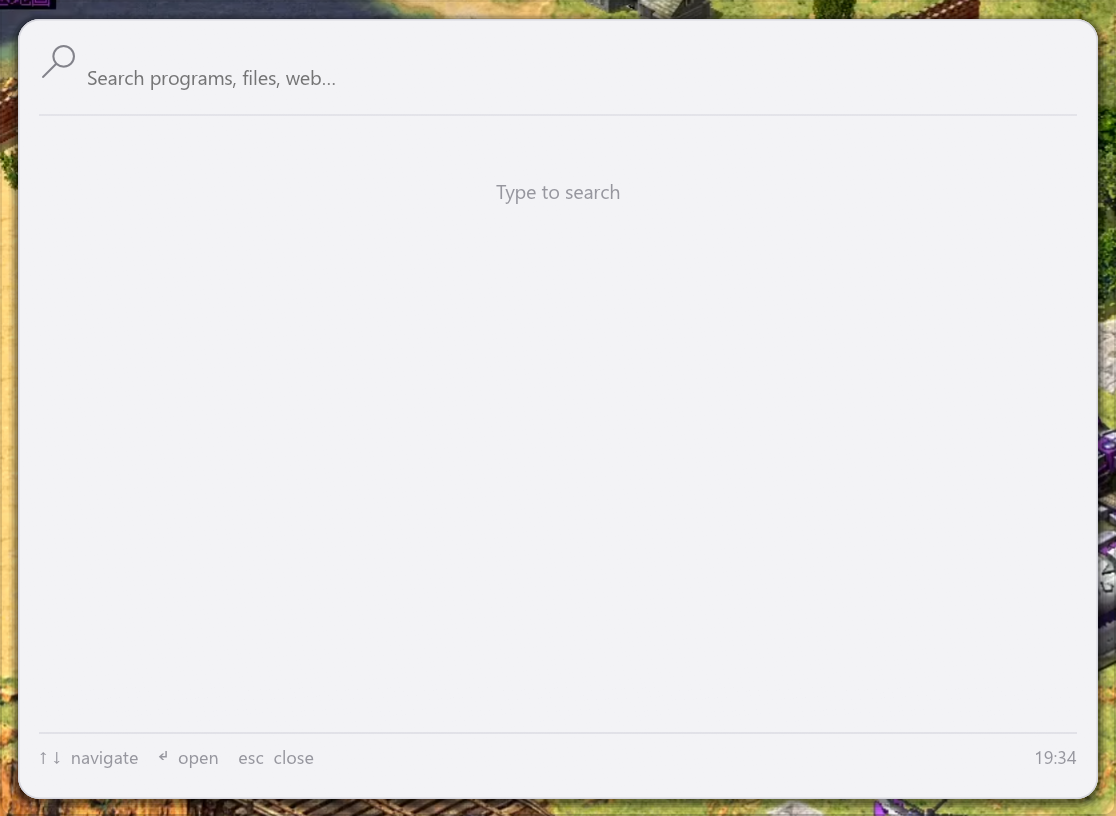 Search programs, files, web...
Type to search
↑↓ navigate ↵ open esc close 19:34